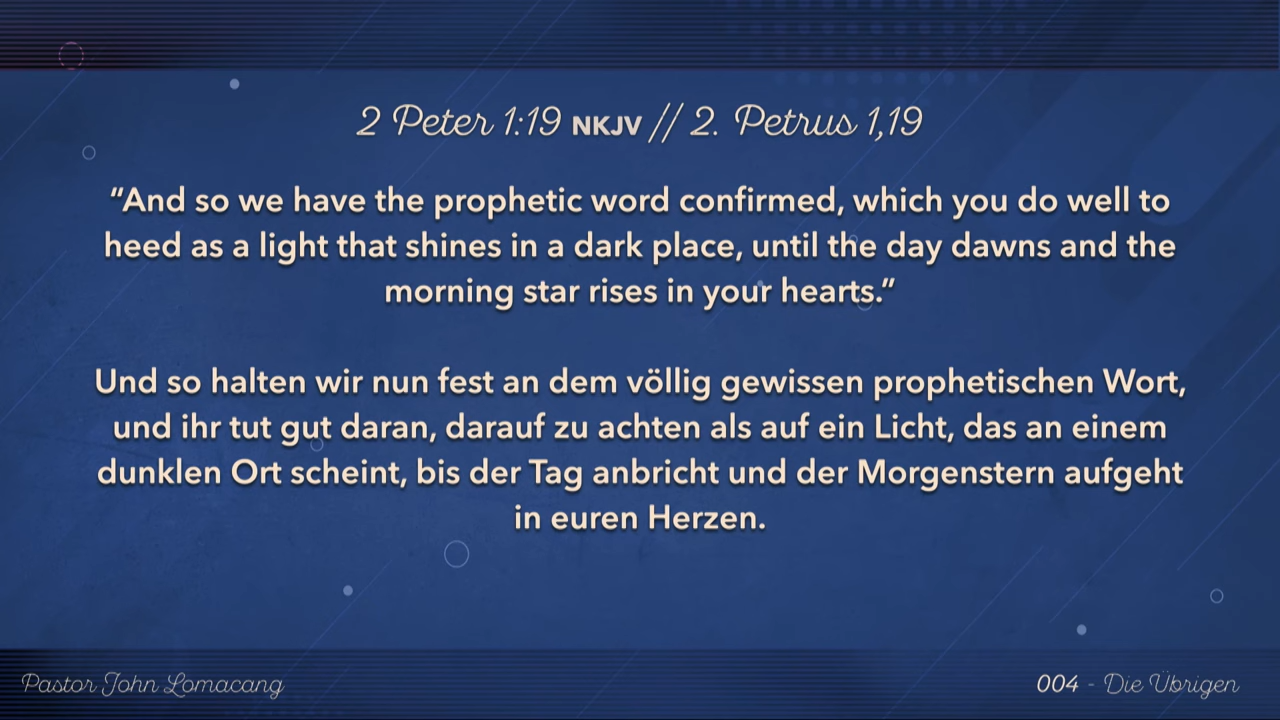 2 Peter 1:19 NKJV // 2. Petrus 1,19
“And so we have the prophetic word confirmed, which you do well to
heed as a light that shines in a dark place, until the day dawns and the
morning star rises in your hearts.”
Und so halten wir nun fest an dem völlig gewissen prophetischen Wort,
und ihr tut gut daran, darauf zu achten als auf ein Licht, das an einem
dunklen Ort scheint, bis der Tag anbricht und der Morgenstern aufgeht
in euren Herzen.
Pastor John Lomacang
004 - Die Übrigen